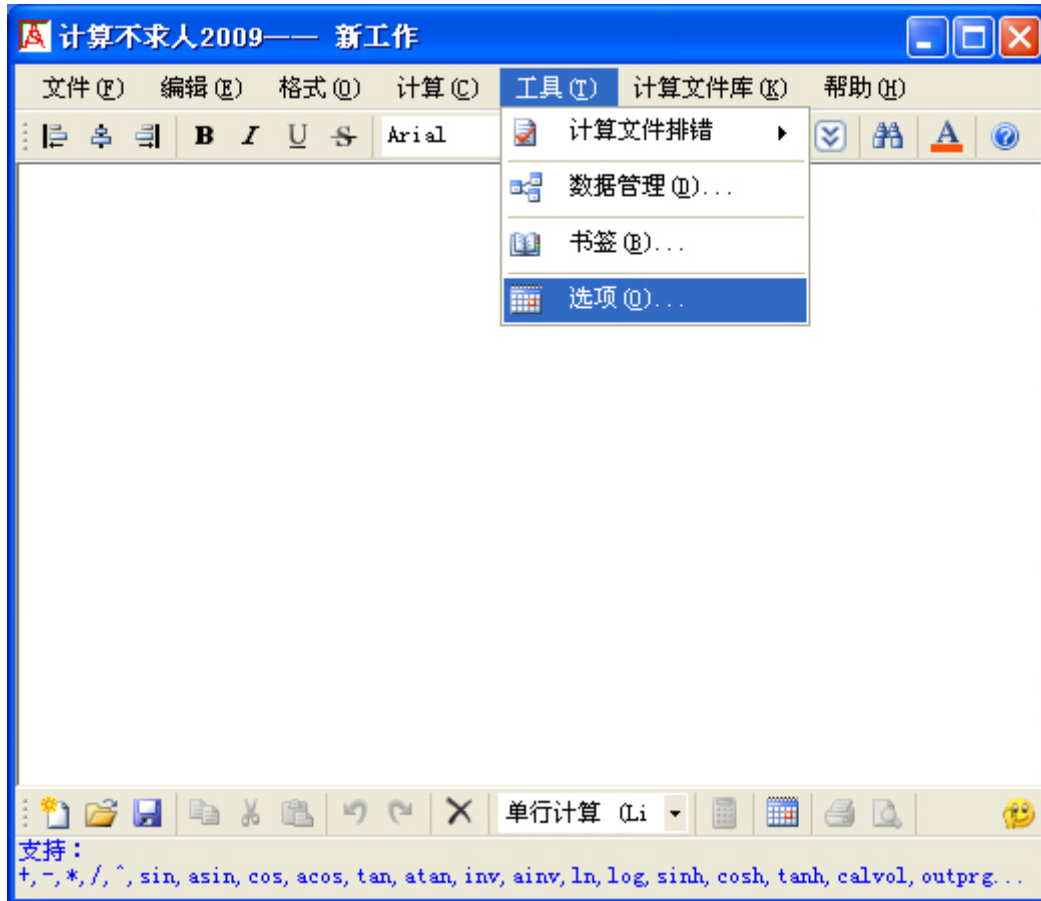 计算不求人2009—— 新工作
文件(F) 编辑(E) 格式(O) 计算(C) 工具(T) 计算文件库(K) 帮助(H)
B I U S Arial A
计算文件排错
数据管理(D)...
书签(B)...
选项(O)...
单行计算 (Li
支持：
+,-,*,/,^,sin,asin,cos,acos,tan,atan,inv,ainv,ln,log,sinh,cosh,tanh,calvol,outprg...